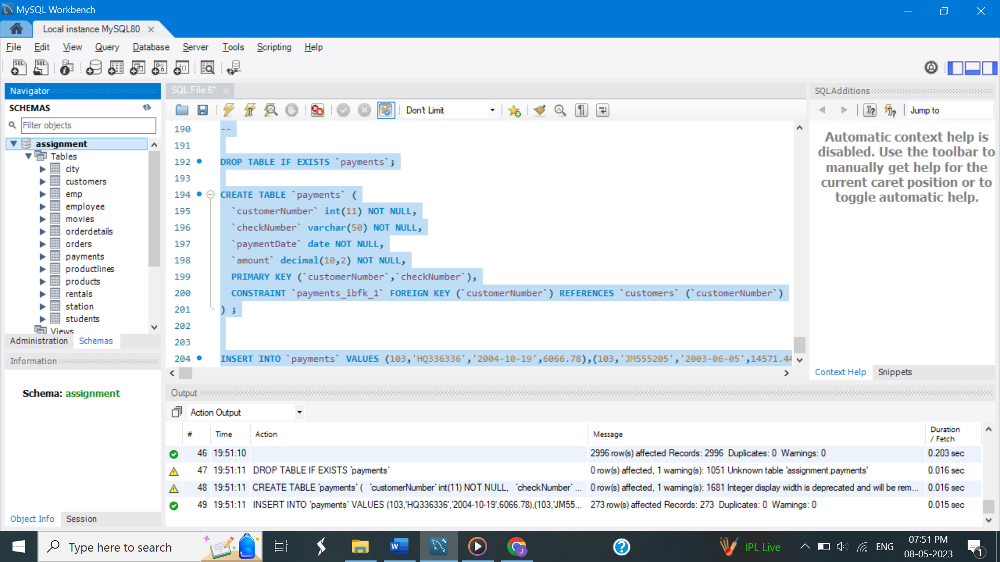 MySQL Workbench
Local instance MySQL80
File Edit View Query Database Server Tools Scripting Help
Navigator
SCHEMAS
Filter objects
assignment
Tables
city
customers
emp
employee
movies
orderdetails
orders
payments
productlines
products
rentals
station
students
Views
Administration Schemas
Information
Schema: assignment
Object Info Session
SQL File 6*
Don't Limit
190 --
191
192 DROP TABLE IF EXISTS `payments`;
193
194 CREATE TABLE `payments` (
195 `customerNumber` int(11) NOT NULL,
196 `checkNumber` varchar(50) NOT NULL,
197 `paymentDate` date NOT NULL,
198 `amount` decimal(10,2) NOT NULL,
199 PRIMARY KEY (`customerNumber`,`checkNumber`),
200 CONSTRAINT `payments_ibfk_1` FOREIGN KEY (`customerNumber`) REFERENCES `customers` (`customerNumber`)
201 ) ;
202
203
204 INSERT INTO `payments` VALUES (103,'HQ336336','2004-10-19',6066.78),(103,'JM555205','2003-06-05',14571.44
SQLAdditions
Jump to
Automatic context help is
disabled. Use the toolbar to
manually get help for the
current caret position or to
toggle automatic help.
Context Help Snippets
Output
Action Output
# Time Action Message Duration / Fetch
46 19:51:10 2996 row(s) affected Records: 2996 Duplicates: 0 Warnings: 0 0.203 sec
47 19:51:11 DROP TABLE IF EXISTS `payments` 0 row(s) affected, 1 warning(s): 1051 Unknown table 'assignment.payments' 0.016 sec
48 19:51:11 CREATE TABLE `payments` ( `customerNumber` int(11) NOT NULL, `checkNumber` ... 0 row(s) affected, 1 warning(s): 1681 Integer display width is deprecated and will be rem... 0.016 sec
49 19:51:11 INSERT INTO `payments` VALUES (103,'HQ336336','2004-10-19',6066.78),(103,'JM55... 273 row(s) affected Records: 273 Duplicates: 0 Warnings: 0 0.015 sec
Type here to search
IPL Live
ENG
07:51 PM
08-05-2023
1